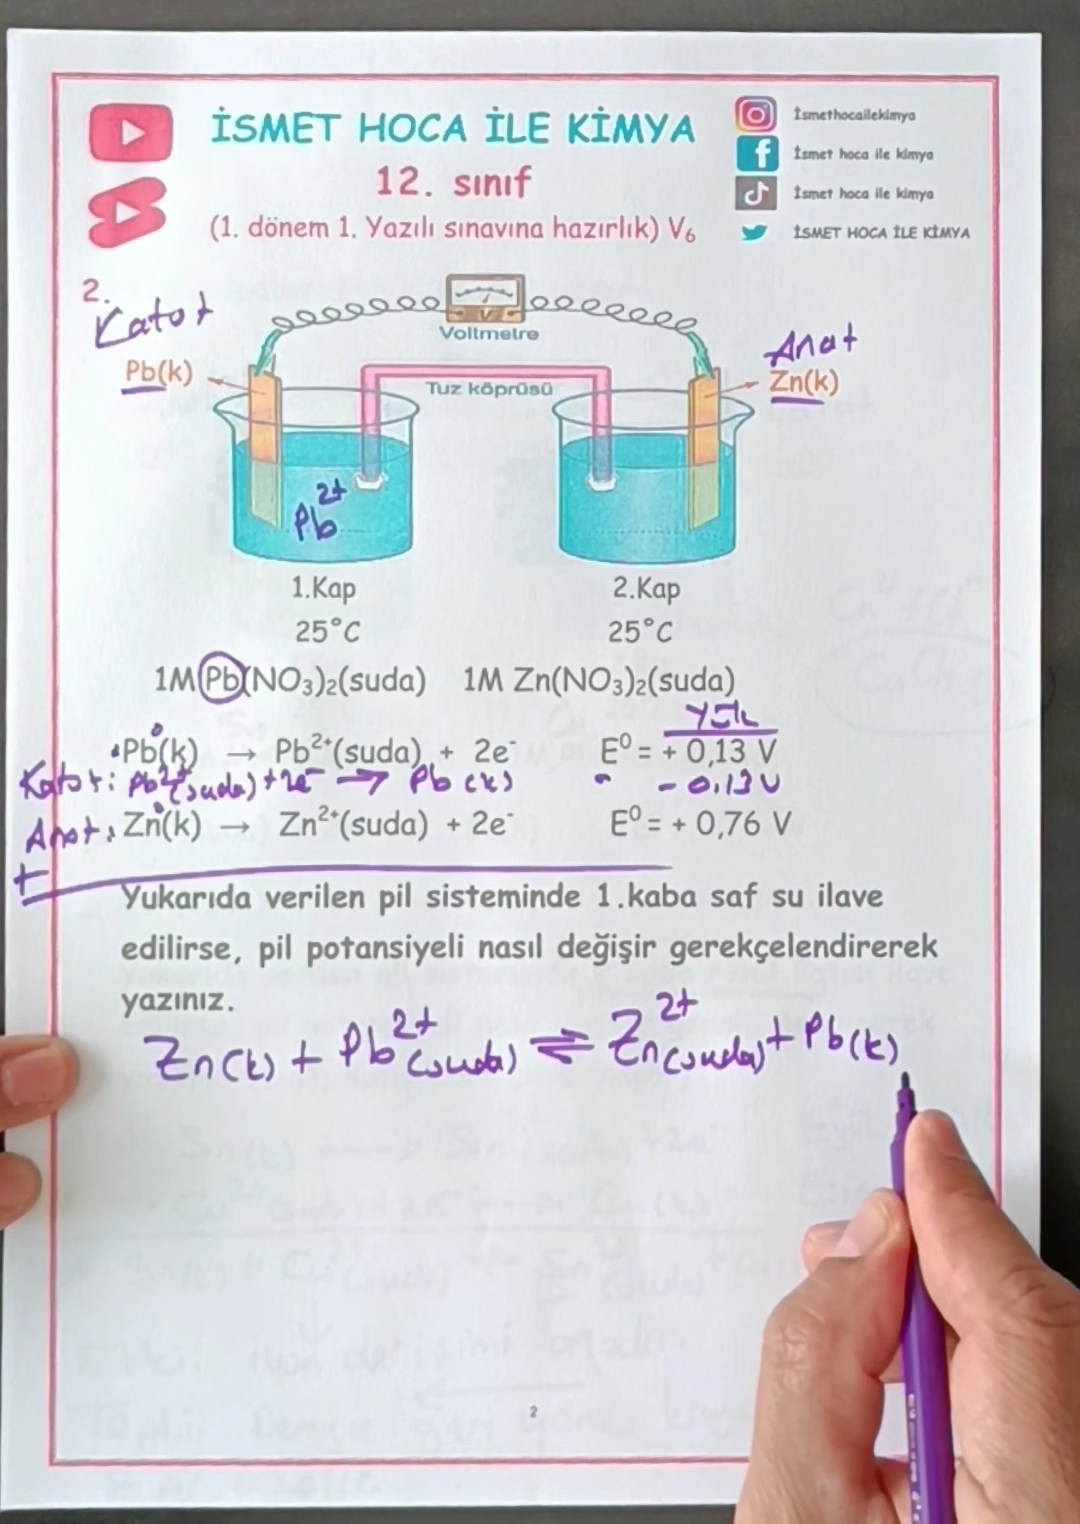 İSMET HOCA İLE KİMYA
12. sınıf
(1. dönem 1. Yazılı sınavına hazırlık) V₆
İsmethocailekimya
İsmet hoca ile kimya
İsmet hoca ile kimya
İSMET HOCA İLE KİMYA
2.
Katot
Voltmetre
V
Anot
Pb(k)
Tuz köprüsü
Zn(k)
Pb²⁺
1.Kap 2.Kap
25°C 25°C
1M Pb(NO₃)₂(suda) 1M Zn(NO₃)₂(suda)
Yük
0
Pb(k) → Pb²⁺(suda) + 2e⁻ E⁰ = + 0,13 V
Katot: Pb²⁺(suda) + 2e⁻ → Pb(k) - 0,13 V
0
Anot: Zn(k) → Zn²⁺(suda) + 2e⁻ E⁰ = + 0,76 V
+
Yukarıda verilen pil sisteminde 1.kaba saf su ilave
edilirse, pil potansiyeli nasıl değişir gerekçelendirerek
yazınız.
Zn(k) + Pb²⁺(suda) ⇌ Zn²⁺(suda) + Pb(k)
2